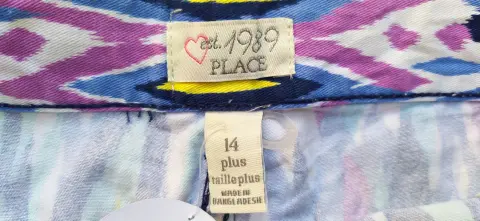 est. 1989
PLACE
14
plus
taille plus
MADE IN
BANGLADESH